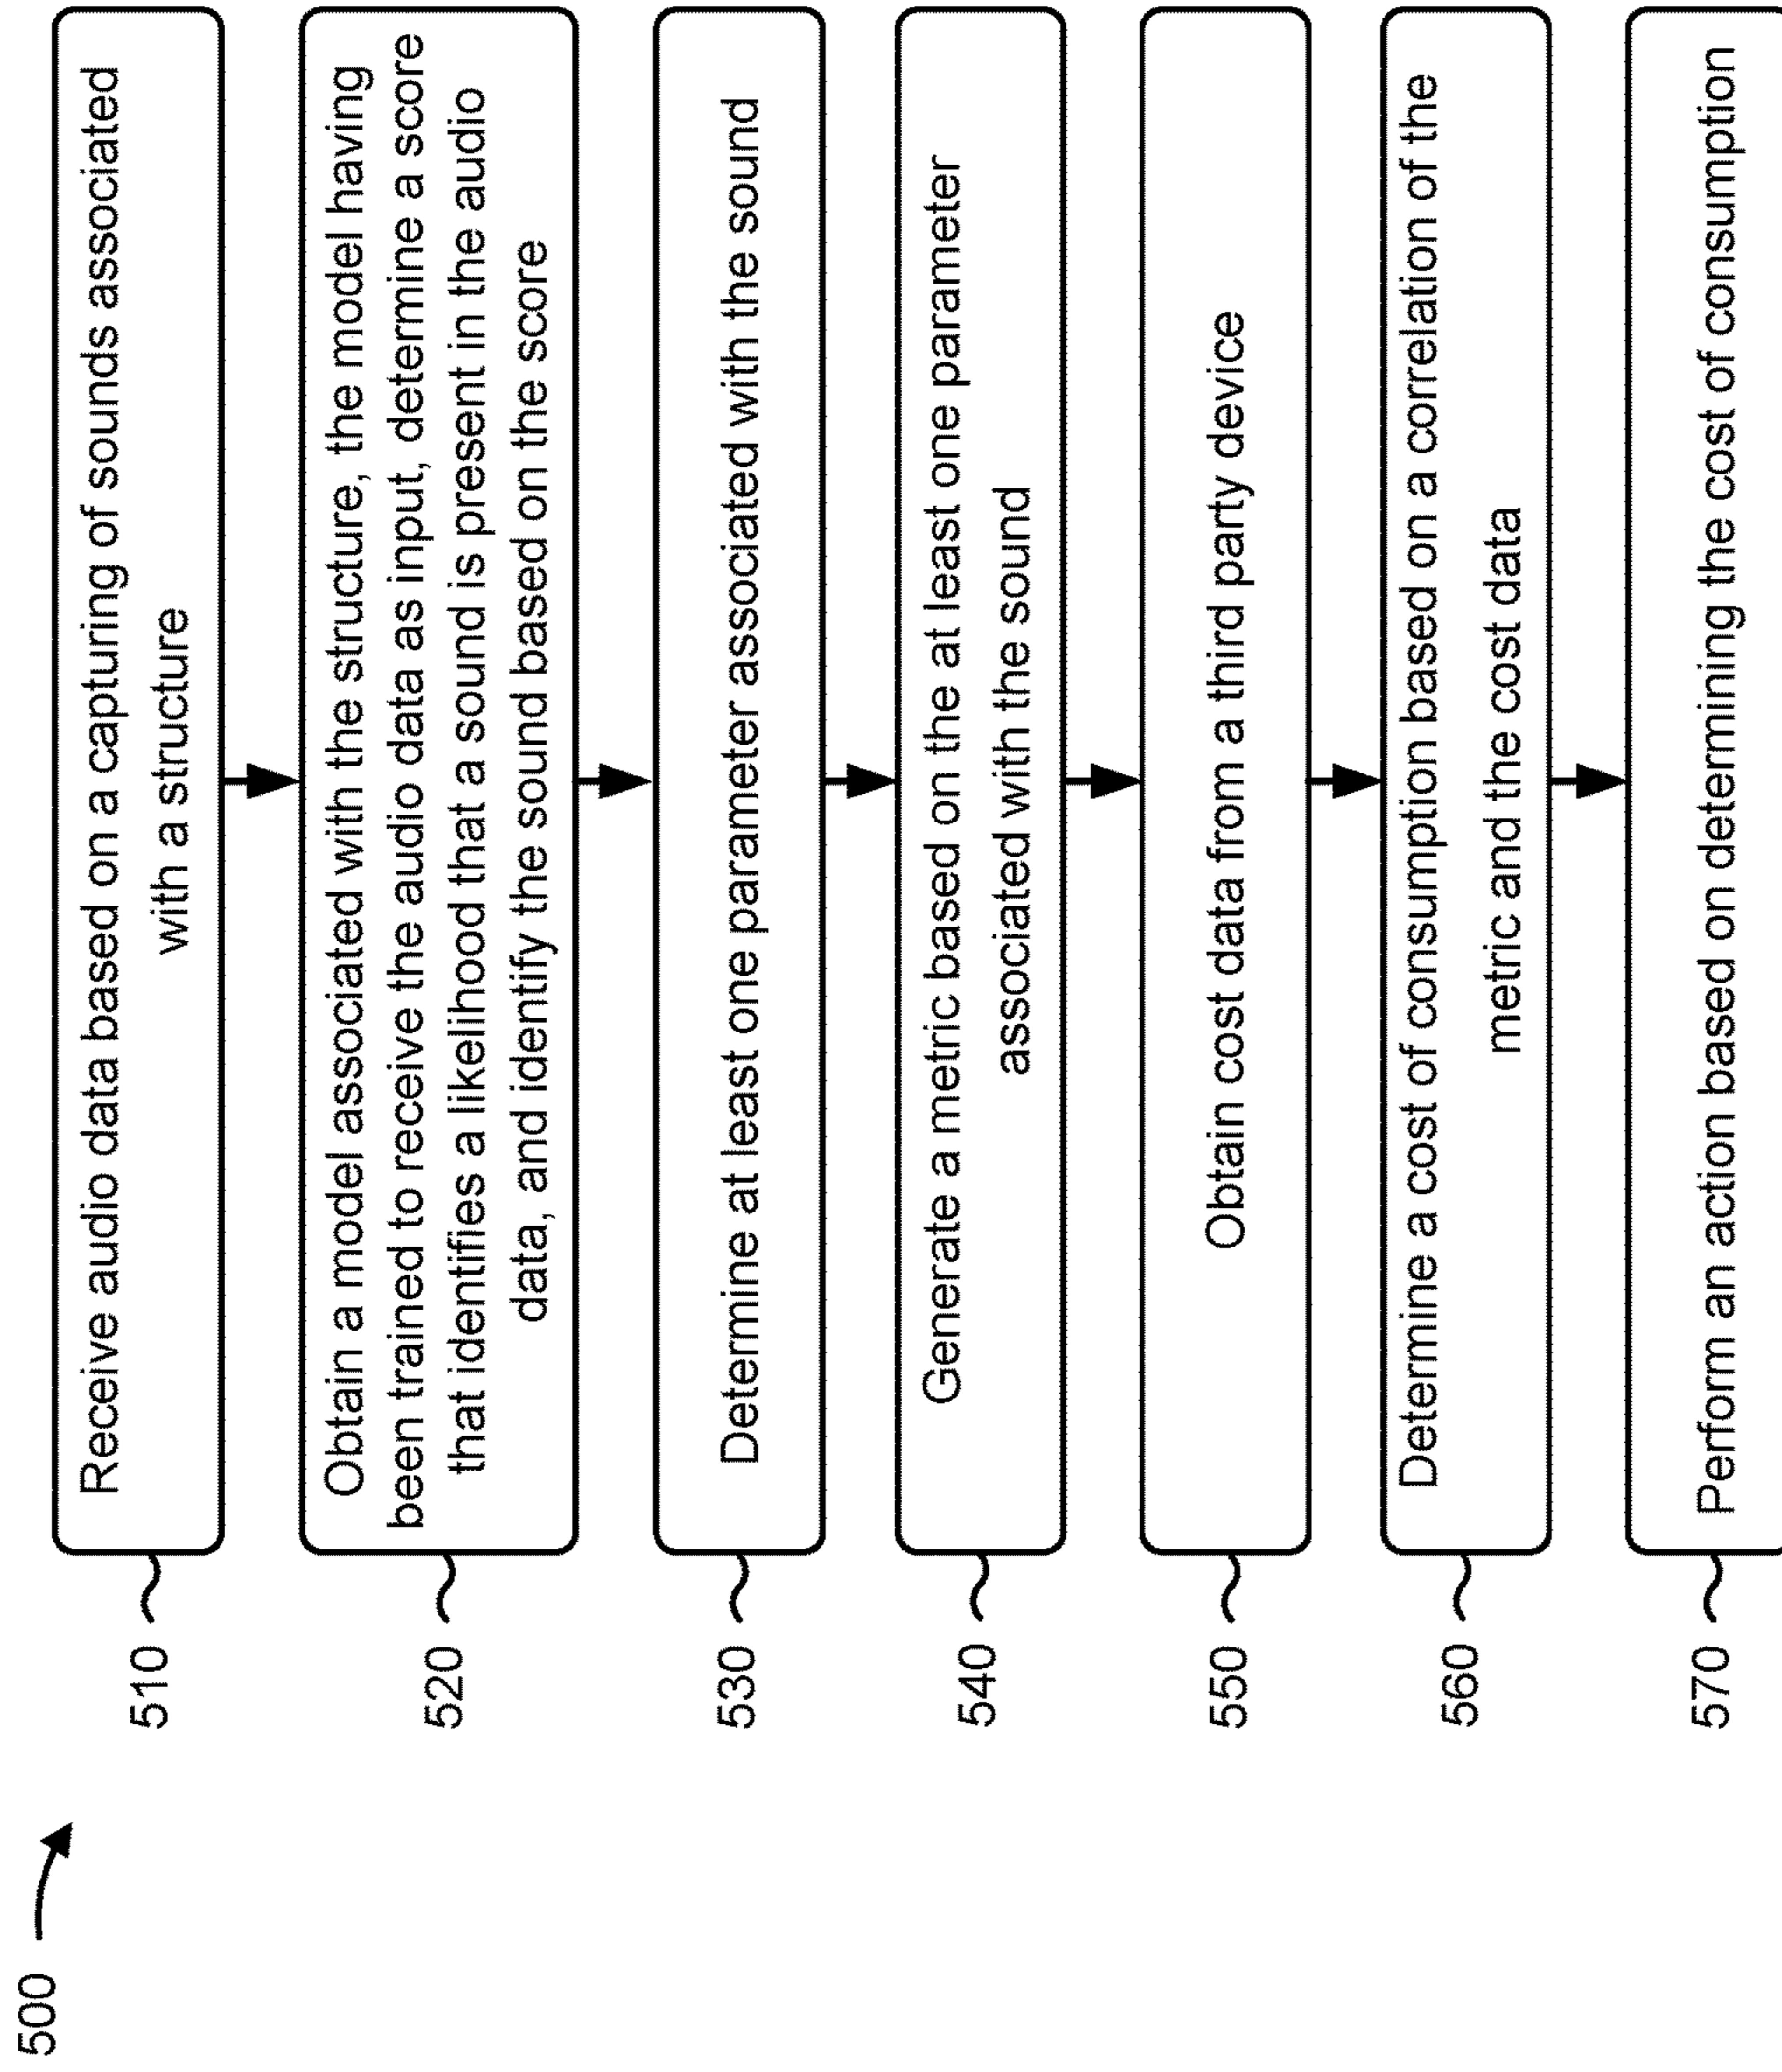 500
510
Receive audio data based on a capturing of sounds associated
with a structure
520
Obtain a model associated with the structure, the model having
been trained to receive the audio data as input, determine a score
that identifies a likelihood that a sound is present in the audio
data, and identify the sound based on the score
530
Determine at least one parameter associated with the sound
540
Generate a metric based on the at least one parameter
associated with the sound
550
Obtain cost data from a third party device
560
Determine a cost of consumption based on a correlation of the
metric and the cost data
570
Perform an action based on determining the cost of consumption